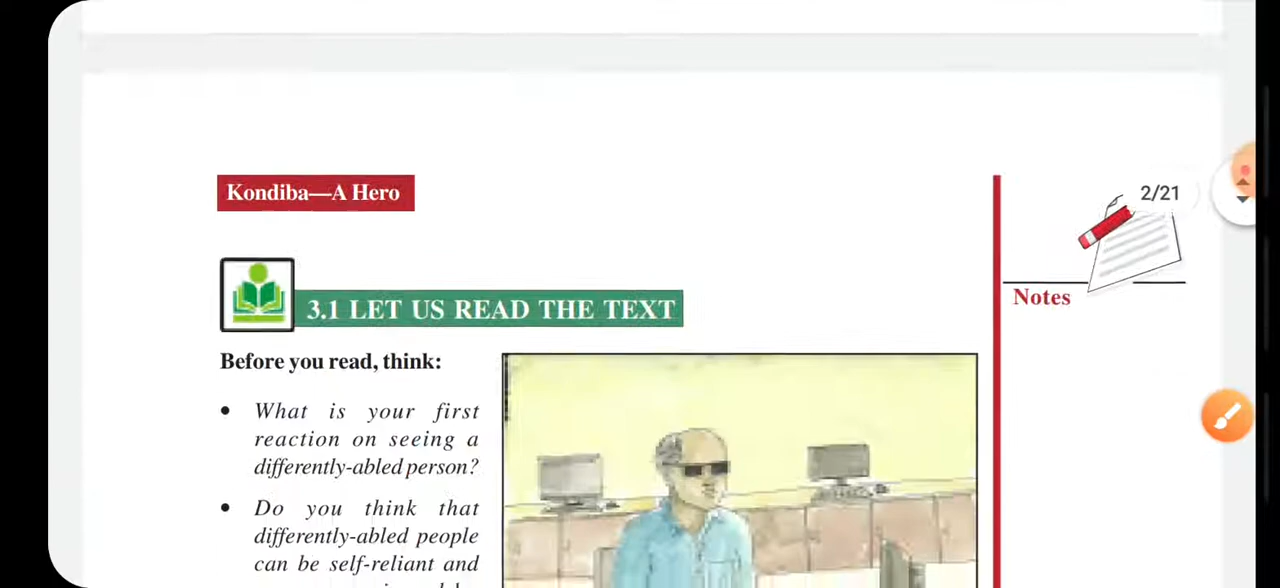 Kondiba—A Hero
2/21
Notes
3.1 LET US READ THE TEXT
Before you read, think:
• What is your first
reaction on seeing a
differently-abled person?
• Do you think that
differently-abled people
can be self-reliant and